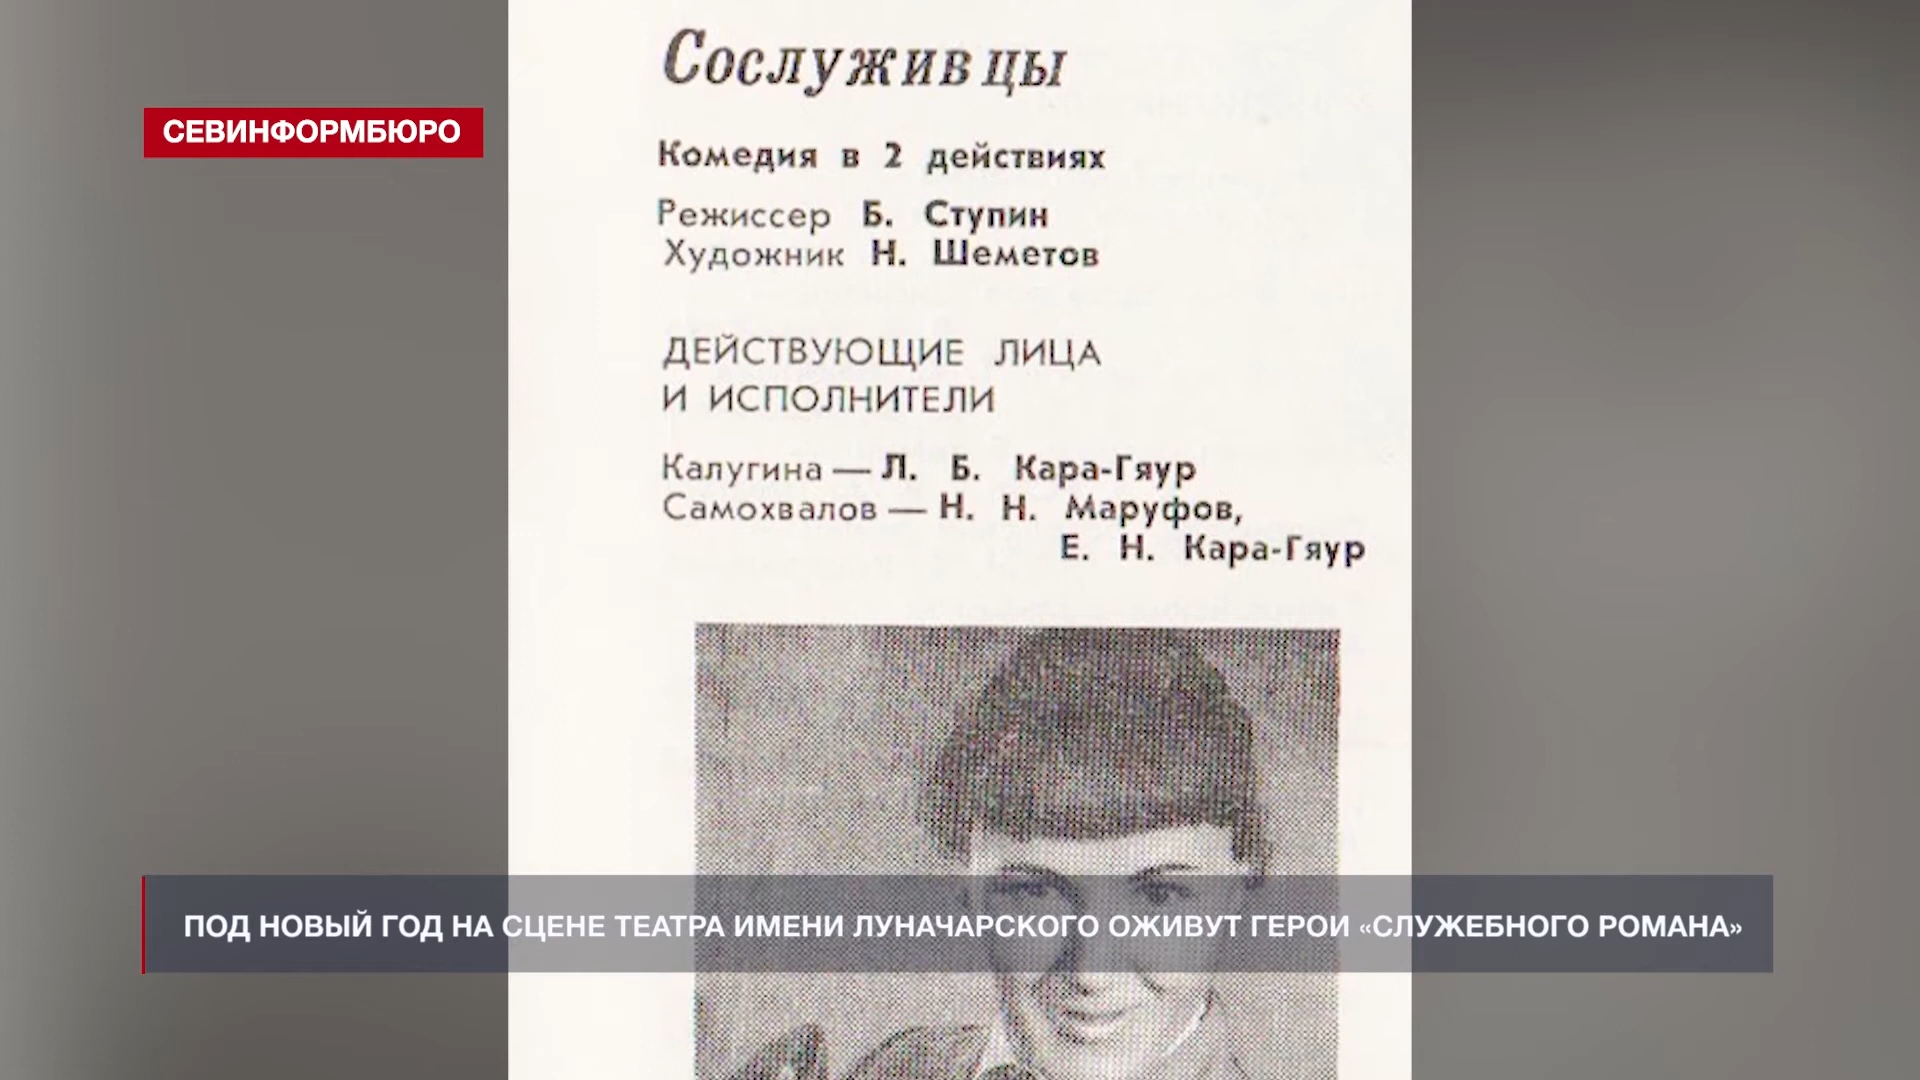 Сослуживцы
СЕВИНФОРМБЮРО
Комедия в 2 действиях
Режиссер Б. Ступин
Художник Н. Шеметов
ДЕЙСТВУЮЩИЕ ЛИЦА
И ИСПОЛНИТЕЛИ
Калугина — Л. Б. Кара-Гяур
Самохвалов — Н. Н. Маруфов,
Е. Н. Кара-Гяур
ПОД НОВЫЙ ГОД НА СЦЕНЕ ТЕАТРА ИМЕНИ ЛУНАЧАРСКОГО ОЖИВУТ ГЕРОИ «СЛУЖЕБНОГО РОМАНА»